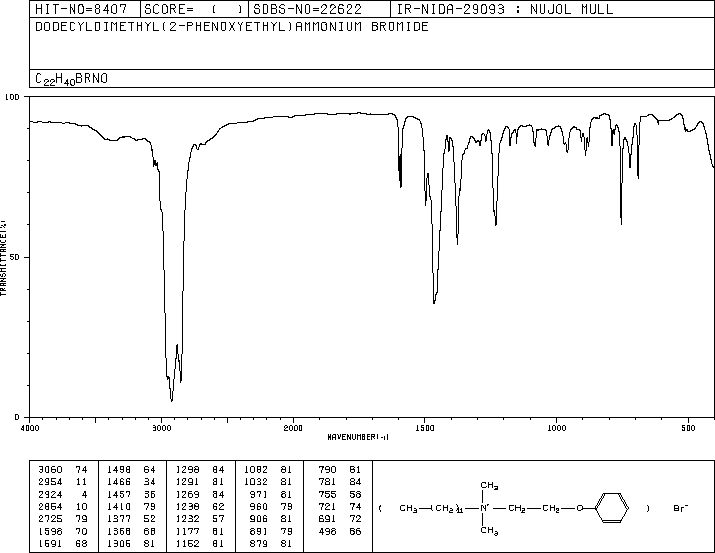 HIT-NO=8407 SCORE= ( ) SDBS-NO=22622 IR-NIDA-29093 : NUJOL MULL
DODECYLDIMETHYL(2-PHENOXYETHYL)AMMONIUM BROMIDE
C22H40BRNO
100
50
0
TRANSMITTANCE(%)
4000 3000 2000 1500 1000 500
WAVENUMBER(-1)
3060 74 1498 64 1298 84 1082 81 790 81
2954 11 1466 34 1291 81 1032 81 781 84
2924 4 1457 36 1269 84 971 81 755 58
2854 10 1410 79 1238 62 960 79 721 74
2725 79 1377 52 1232 57 906 81 691 72
1598 70 1368 68 1177 81 891 79 498 86
1591 68 1305 81 1152 81 879 81
CH3
( CH3—(CH2)11—N+—CH2—CH2—O ) Br−
CH3